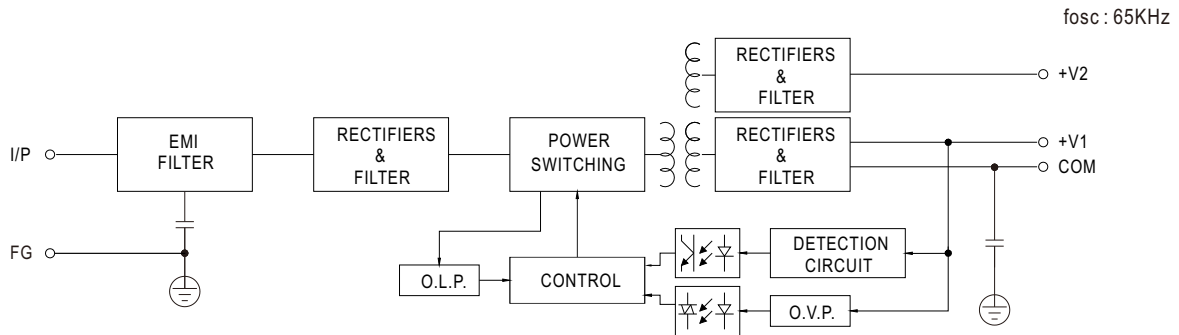 fosc : 65KHz
RECTIFIERS
&
FILTER
+V2
I/P
EMI
FILTER
RECTIFIERS
&
FILTER
POWER
SWITCHING
RECTIFIERS
&
FILTER
+V1
COM
FG
O.L.P.
CONTROL
DETECTION
CIRCUIT
O.V.P.